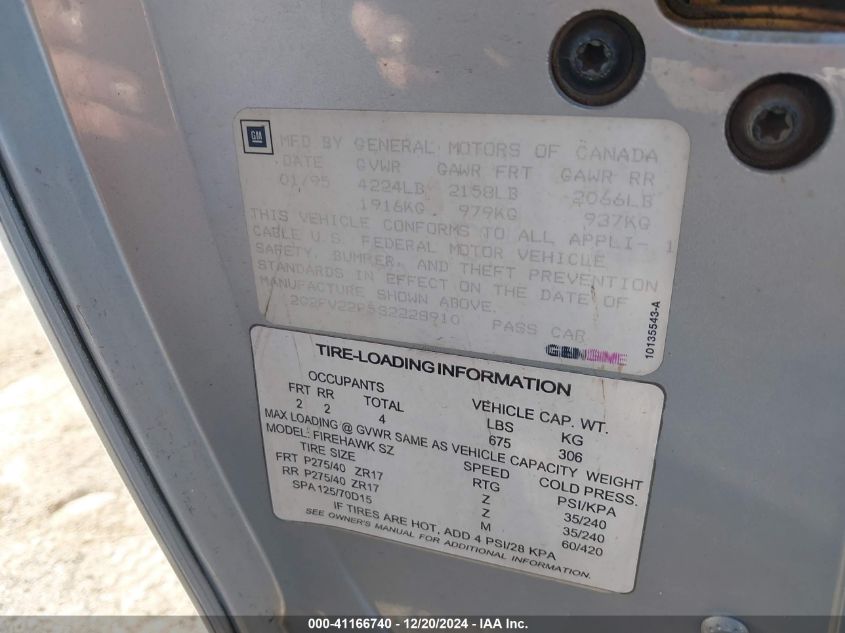 GM
MFD BY GENERAL MOTORS OF CANADA
DATE GVWR GAWR FRT GAWR RR
01/95 4224LB 2158LB 2066LB
1916KG 979KG 937KG
THIS VEHICLE CONFORMS TO ALL APPLI- 1
CABLE U.S. FEDERAL MOTOR VEHICLE
SAFETY, BUMPER, AND THEFT PREVENTION
STANDARDS IN EFFECT ON THE DATE OF
MANUFACTURE SHOWN ABOVE.
2G2FV22P5S2228910 PASS CAR
10135543-A
TIRE-LOADING INFORMATION
OCCUPANTS VEHICLE CAP. WT.
FRT RR TOTAL LBS KG
2 2 4 675 306
MAX LOADING @ GVWR SAME AS VEHICLE CAPACITY WEIGHT
MODEL: FIREHAWK SZ
TIRE SIZE SPEED COLD PRESS.
RTG PSI/KPA
FRT P275/40 ZR17 Z 35/240
RR P275/40 ZR17 Z 35/240
SPA 125/70D15 M 60/420
IF TIRES ARE HOT, ADD 4 PSI/28 KPA
SEE OWNER'S MANUAL FOR ADDITIONAL INFORMATION.
000-41166740 - 12/20/2024 - IAA Inc.